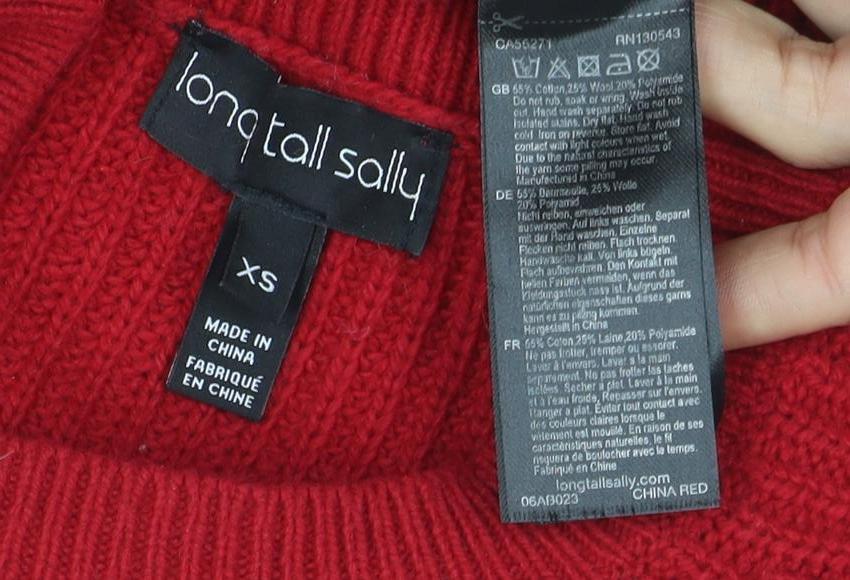 long tall sally
XS
MADE IN
CHINA
FABRIQUÉ
EN CHINE
CA55271 RN130543
GB 55% Cotton,25% Wool,20% Polyamide
Do not rub, soak or wring. Wash inside
out. Hand wash separately. Do not rub
isolated stains. Dry flat. Hand wash
cold. Iron on reverse. Store flat. Avoid
contact with light colours when wet.
Due to the natural characteristics of
the yarn some pilling may occur.
Manufactured in China
DE 55% Baumwolle, 25% Wolle
20% Polyamid
Nicht reiben, einweichen oder
auswringen. Auf links waschen. Separat
mit der Hand waschen. Einzelne
Flecken nicht reiben. Flach trocknen.
Handwäsche kalt. Von links bügeln.
Flach aufbewahren. Den Kontakt mit
hellen Farben vermeiden, wenn das
Kleidungsstück nass ist. Aufgrund der
natürlichen eigenschaften dieses garns
kann es zu pilling kommen.
Hergestellt in China
FR 55% Coton,25% Laine,20% Polyamide
Ne pas frotter, tremper ou essorer.
Laver à l'envers. Laver à la main
séparement. Ne pas frotter les taches
isolées. Sécher à plat. Laver à la main
et à l'eau froide, Repasser sur l'envers.
Ranger à plat. Éviter tout contact avec
des couleurs claires lorsque le
vêtement est mouillé. En raison de ses
caractéristiques naturelles, le fil
risquera de boulocher avec le temps.
Fabriqué en Chine
longtallsally.com
06AB023 CHINA RED